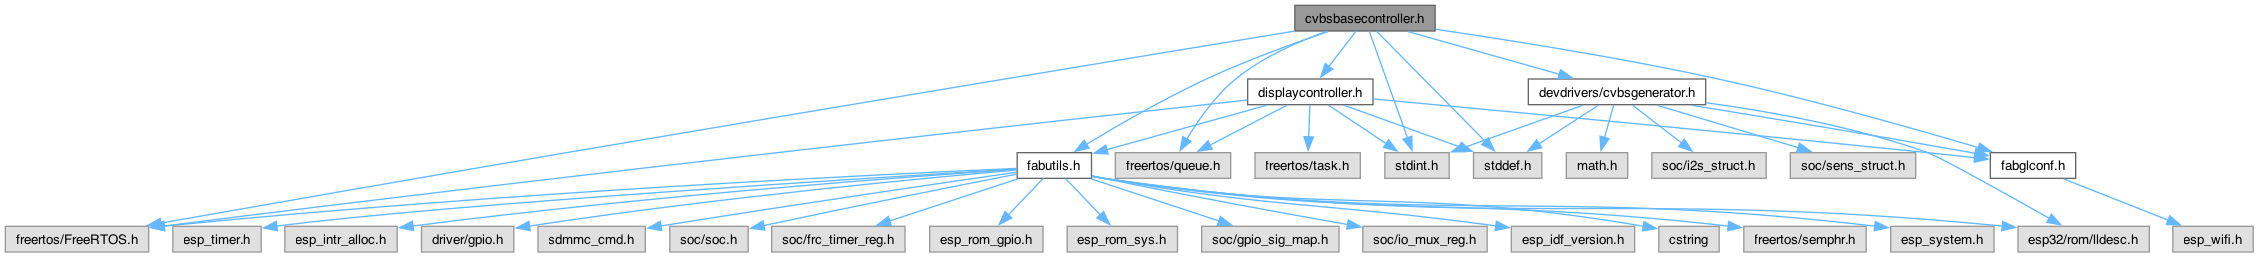 cvbsbasecontroller.h
displaycontroller.h
devdrivers/cvbsgenerator.h
fabutils.h
freertos/queue.h
freertos/task.h
stdint.h
stddef.h
math.h
soc/i2s_struct.h
soc/sens_struct.h
fabglconf.h
freertos/FreeRTOS.h
esp_timer.h
esp_intr_alloc.h
driver/gpio.h
sdmmc_cmd.h
soc/soc.h
soc/frc_timer_reg.h
esp_rom_gpio.h
esp_rom_sys.h
soc/gpio_sig_map.h
soc/io_mux_reg.h
esp_idf_version.h
cstring
freertos/semphr.h
esp_system.h
esp32/rom/lldesc.h
esp_wifi.h